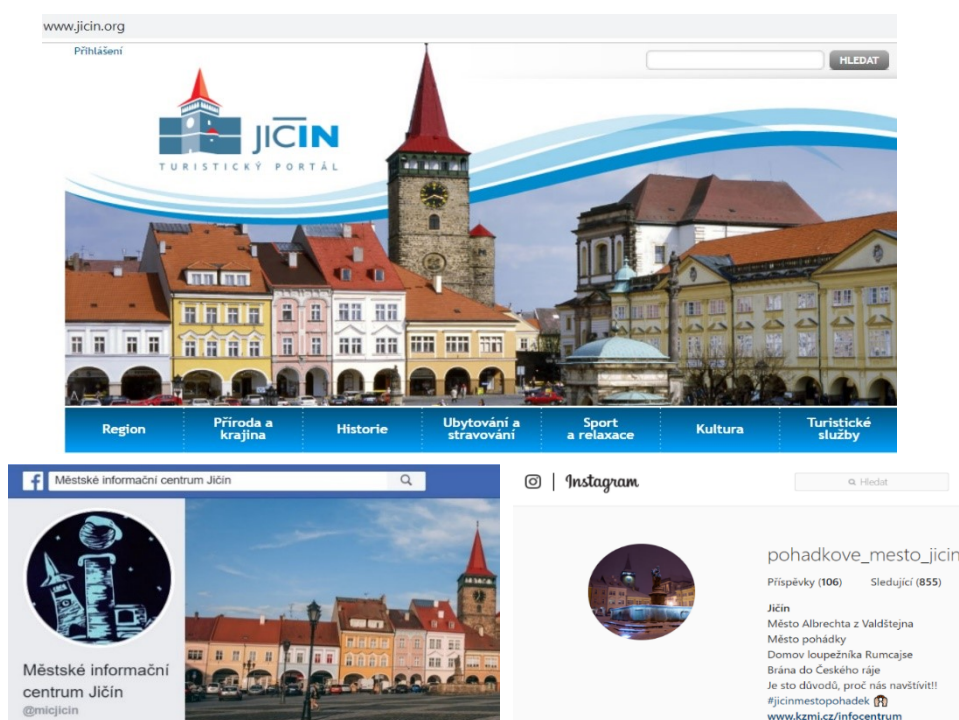 www.jicin.org
Přihlášení
HLEDAT
JIČIN
TURISTICKÝ PORTÁL
Region
Příroda a
krajina
Historie
Ubytování a
stravování
Sport
a relaxace
Kultura
Turistické
služby
Městské informační centrum Jičín
Městské informační
centrum Jičín
@micjicin
Instagram
Hledat
pohadkove_mesto_jicin
Příspěvky (106) Sledující (855)
Jičín
Město Albrechta z Valdštejna
Město pohádky
Domov loupežníka Rumcajse
Brána do Českého ráje
Je sto důvodů, proč nás navštívit!!
#jicinmestopohadek
www.kzmj.cz/infocentrum